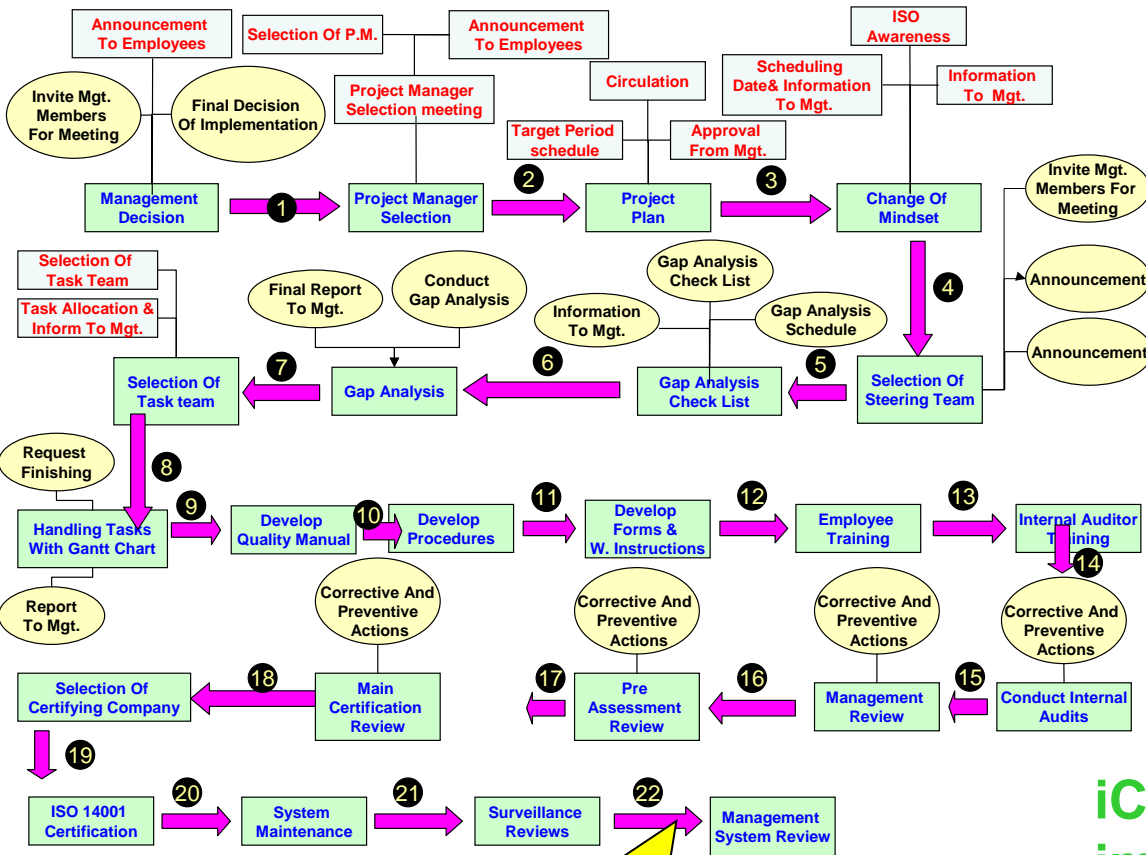 Announcement
To Employees
Selection Of P.M.
Announcement
To Employees
ISO
Awareness
Invite Mgt.
Members
For Meeting
Final Decision
Of Implementation
Project Manager
Selection meeting
Circulation
Scheduling
Date& Information
To Mgt.
Information
To Mgt.
Target Period
schedule
Approval
From Mgt.
Management
Decision
1
Project Manager
Selection
2
Project
Plan
3
Change Of
Mindset
Invite Mgt.
Members For
Meeting
Selection Of
Task Team
Task Allocation &
Inform To Mgt.
Final Report
To Mgt.
Conduct
Gap Analysis
Gap Analysis
Check List
Information
To Mgt.
Gap Analysis
Schedule
4
Announcement
Announcement
Selection Of
Task team
7
Gap Analysis
6
Gap Analysis
Check List
5
Selection Of
Steering Team
Request
Finishing
8
Handling Tasks
With Gantt Chart
9
Develop
Quality Manual
10
Develop
Procedures
11
Develop
Forms &
W. Instructions
12
Employee
Training
13
Internal Auditor
Training
14
Report
To Mgt.
Corrective And
Preventive
Actions
Corrective And
Preventive
Actions
Corrective And
Preventive
Actions
Corrective And
Preventive
Actions
Selection Of
Certifying Company
18
Main
Certification
Review
17
Pre
Assessment
Review
16
Management
Review
15
Conduct Internal
Audits
19
ISO 14001
Certification
20
System
Maintenance
21
Surveillance
Reviews
22
Management
System Review
iC